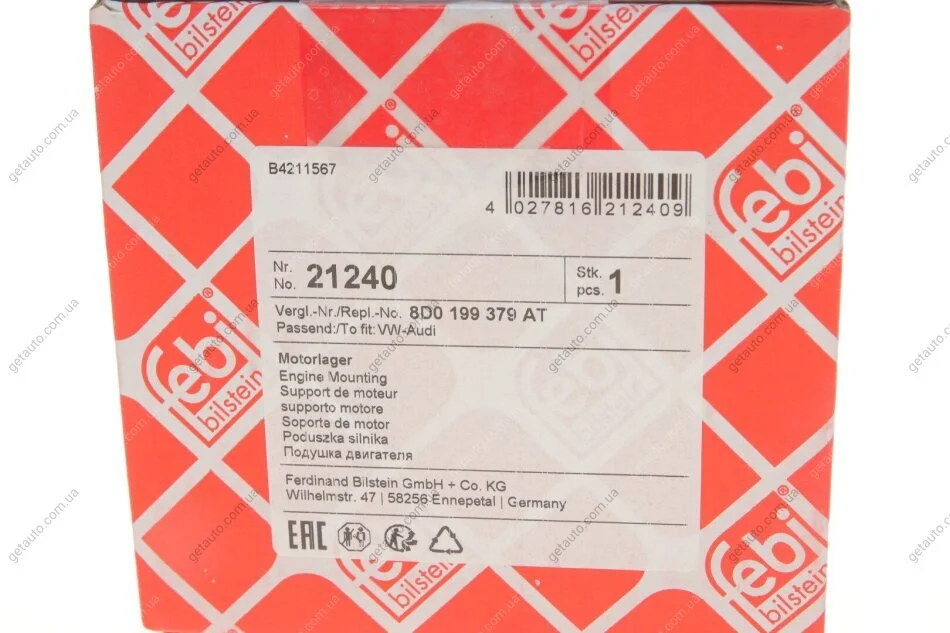 febi
bilstein
B4211567
4 027816 212409
Nr.
No. 21240
Stk.
pcs. 1
Vergl.-Nr./Repl.-No. 8D0 199 379 AT
Passend:/To fit: VW-Audi
Motorlager
Engine Mounting
Support de moteur
supporto motore
Soporte de motor
Poduszka silnika
Подушка двигателя
Ferdinand Bilstein GmbH + Co. KG
Wilhelmstr. 47 | 58256 Ennepetal | Germany
EAC
getauto.com.ua